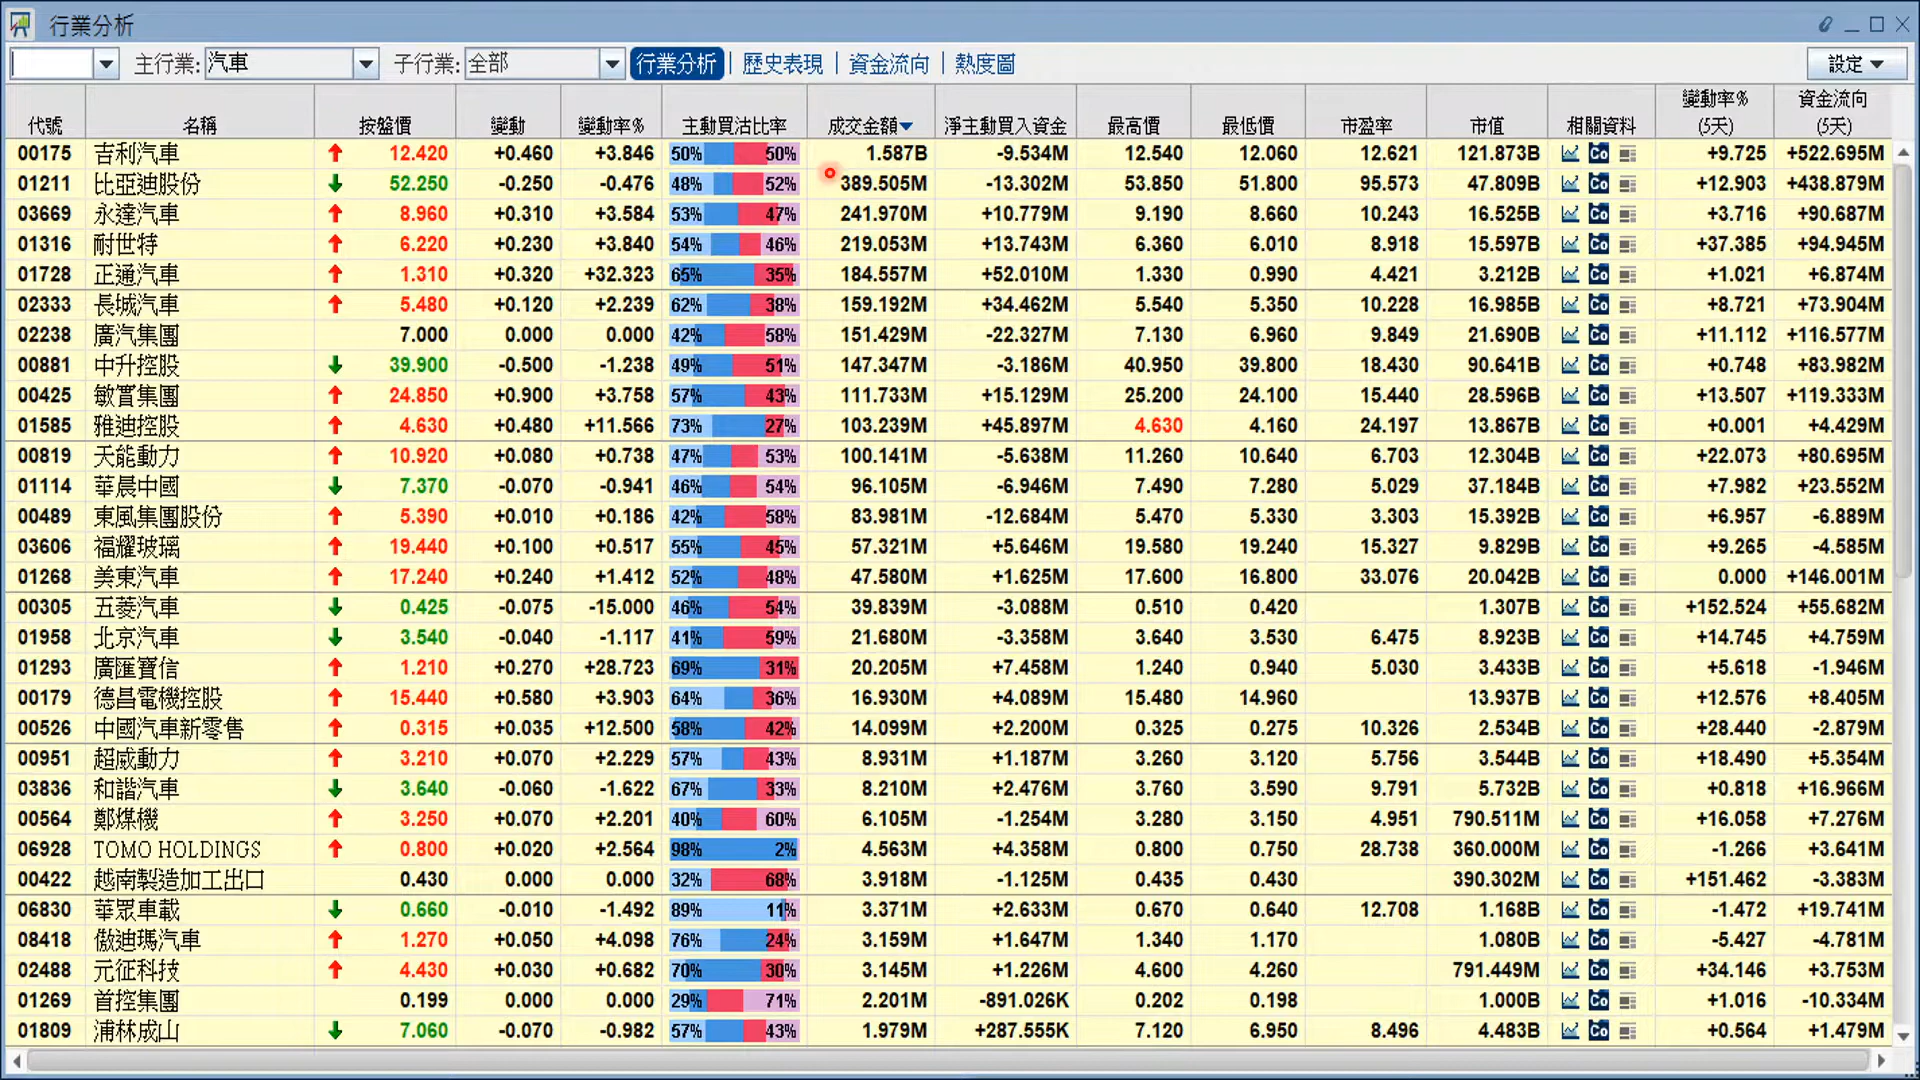 行業分析
主行業: 汽車 子行業: 全部 行業分析 | 歷史表現 | 資金流向 | 熱度圖 設定
代號 名稱 按盤價 變動 變動率% 主動買沽比率 成交金額 淨主動買入資金 最高價 最低價 市盈率 市值 相關資料 變動率% (5天) 資金流向 (5天)
00175 吉利汽車 12.420 +0.460 +3.846 50% 50% 1.587B -9.534M 12.540 12.060 12.621 121.873B Co +9.725 +522.695M
01211 比亞迪股份 52.250 -0.250 -0.476 48% 52% 389.505M -13.302M 53.850 51.800 95.573 47.809B Co +12.903 +438.879M
03669 永達汽車 8.960 +0.310 +3.584 53% 47% 241.970M +10.779M 9.190 8.660 10.243 16.525B Co +3.716 +90.687M
01316 耐世特 6.220 +0.230 +3.840 54% 46% 219.053M +13.743M 6.360 6.010 8.918 15.597B Co +37.385 +94.945M
01728 正通汽車 1.310 +0.320 +32.323 65% 35% 184.557M +52.010M 1.330 0.990 4.421 3.212B Co +1.021 +6.874M
02333 長城汽車 5.480 +0.120 +2.239 62% 38% 159.192M +34.462M 5.540 5.350 10.228 16.985B Co +8.721 +73.904M
02238 廣汽集團 7.000 0.000 0.000 42% 58% 151.429M -22.327M 7.130 6.960 9.849 21.690B Co +11.112 +116.577M
00881 中升控股 39.900 -0.500 -1.238 49% 51% 147.347M -3.186M 40.950 39.800 18.430 90.641B Co +0.748 +83.982M
00425 敏實集團 24.850 +0.900 +3.758 57% 43% 111.733M +15.129M 25.200 24.100 15.440 28.596B Co +13.507 +119.333M
01585 雅迪控股 4.630 +0.480 +11.566 73% 27% 103.239M +45.897M 4.630 4.160 24.197 13.867B Co +0.001 +4.429M
00819 天能動力 10.920 +0.080 +0.738 47% 53% 100.141M -5.638M 11.260 10.640 6.703 12.304B Co +22.073 +80.695M
01114 華晨中國 7.370 -0.070 -0.941 46% 54% 96.105M -6.946M 7.490 7.280 5.029 37.184B Co +7.982 +23.552M
00489 東風集團股份 5.390 +0.010 +0.186 42% 58% 83.981M -12.684M 5.470 5.330 3.303 15.392B Co +6.957 -6.889M
03606 福耀玻璃 19.440 +0.100 +0.517 55% 45% 57.321M +5.646M 19.580 19.240 15.327 9.829B Co +9.265 -4.585M
01268 美東汽車 17.240 +0.240 +1.412 52% 48% 47.580M +1.625M 17.600 16.800 33.076 20.042B Co 0.000 +146.001M
00305 五菱汽車 0.425 -0.075 -15.000 46% 54% 39.839M -3.088M 0.510 0.420 1.307B Co +152.524 +55.682M
01958 北京汽車 3.540 -0.040 -1.117 41% 59% 21.680M -3.358M 3.640 3.530 6.475 8.923B Co +14.745 +4.759M
01293 廣匯寶信 1.210 +0.270 +28.723 69% 31% 20.205M +7.458M 1.240 0.940 5.030 3.433B Co +5.618 -1.946M
00179 德昌電機控股 15.440 +0.580 +3.903 64% 36% 16.930M +4.089M 15.480 14.960 13.937B Co +12.576 +8.405M
00526 中國汽車新零售 0.315 +0.035 +12.500 58% 42% 14.099M +2.200M 0.325 0.275 10.326 2.534B Co +28.440 -2.879M
00951 超威動力 3.210 +0.070 +2.229 57% 43% 8.931M +1.187M 3.260 3.120 5.756 3.544B Co +18.490 +5.354M
03836 和諧汽車 3.640 -0.060 -1.622 67% 33% 8.210M +2.476M 3.760 3.590 9.791 5.732B Co +0.818 +16.966M
00564 鄭煤機 3.250 +0.070 +2.201 40% 60% 6.105M -1.254M 3.280 3.150 4.951 790.511M Co +16.058 +7.276M
06928 TOMO HOLDINGS 0.800 +0.020 +2.564 98% 2% 4.563M +4.358M 0.800 0.750 28.738 360.000M Co -1.266 +3.641M
00422 越南製造加工出口 0.430 0.000 0.000 32% 68% 3.918M -1.125M 0.435 0.430 390.302M Co +151.462 -3.383M
06830 華眾車載 0.660 -0.010 -1.492 89% 11% 3.371M +2.633M 0.670 0.640 12.708 1.168B Co -1.472 +19.741M
08418 傲迪瑪汽車 1.270 +0.050 +4.098 76% 24% 3.159M +1.647M 1.340 1.170 1.080B Co -5.427 -4.781M
02488 元征科技 4.430 +0.030 +0.682 70% 30% 3.145M +1.226M 4.600 4.260 791.449M Co +34.146 +3.753M
01269 首控集團 0.199 0.000 0.000 29% 71% 2.201M -891.026K 0.202 0.198 1.000B Co +1.016 -10.334M
01809 浦林成山 7.060 -0.070 -0.982 57% 43% 1.979M +287.555K 7.120 6.950 8.496 4.483B Co +0.564 +1.479M